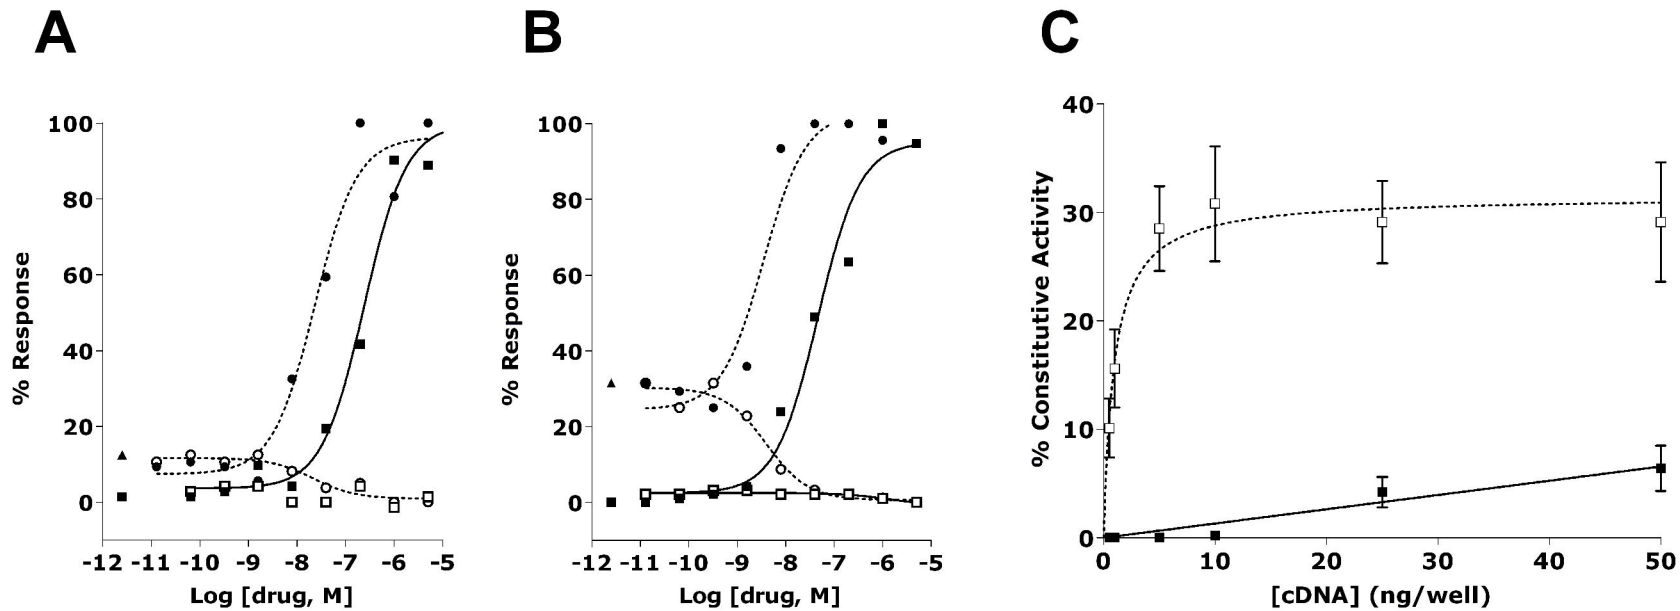 A
B
C
% Response
100
80
60
40
20
0
-12 -11 -10 -9 -8 -7 -6 -5
Log [drug, M]
% Response
100
80
60
40
20
0
-12 -11 -10 -9 -8 -7 -6 -5
Log [drug, M]
% Constitutive Activity
40
30
20
10
0
0 10 20 30 40 50
[cDNA] (ng/well)